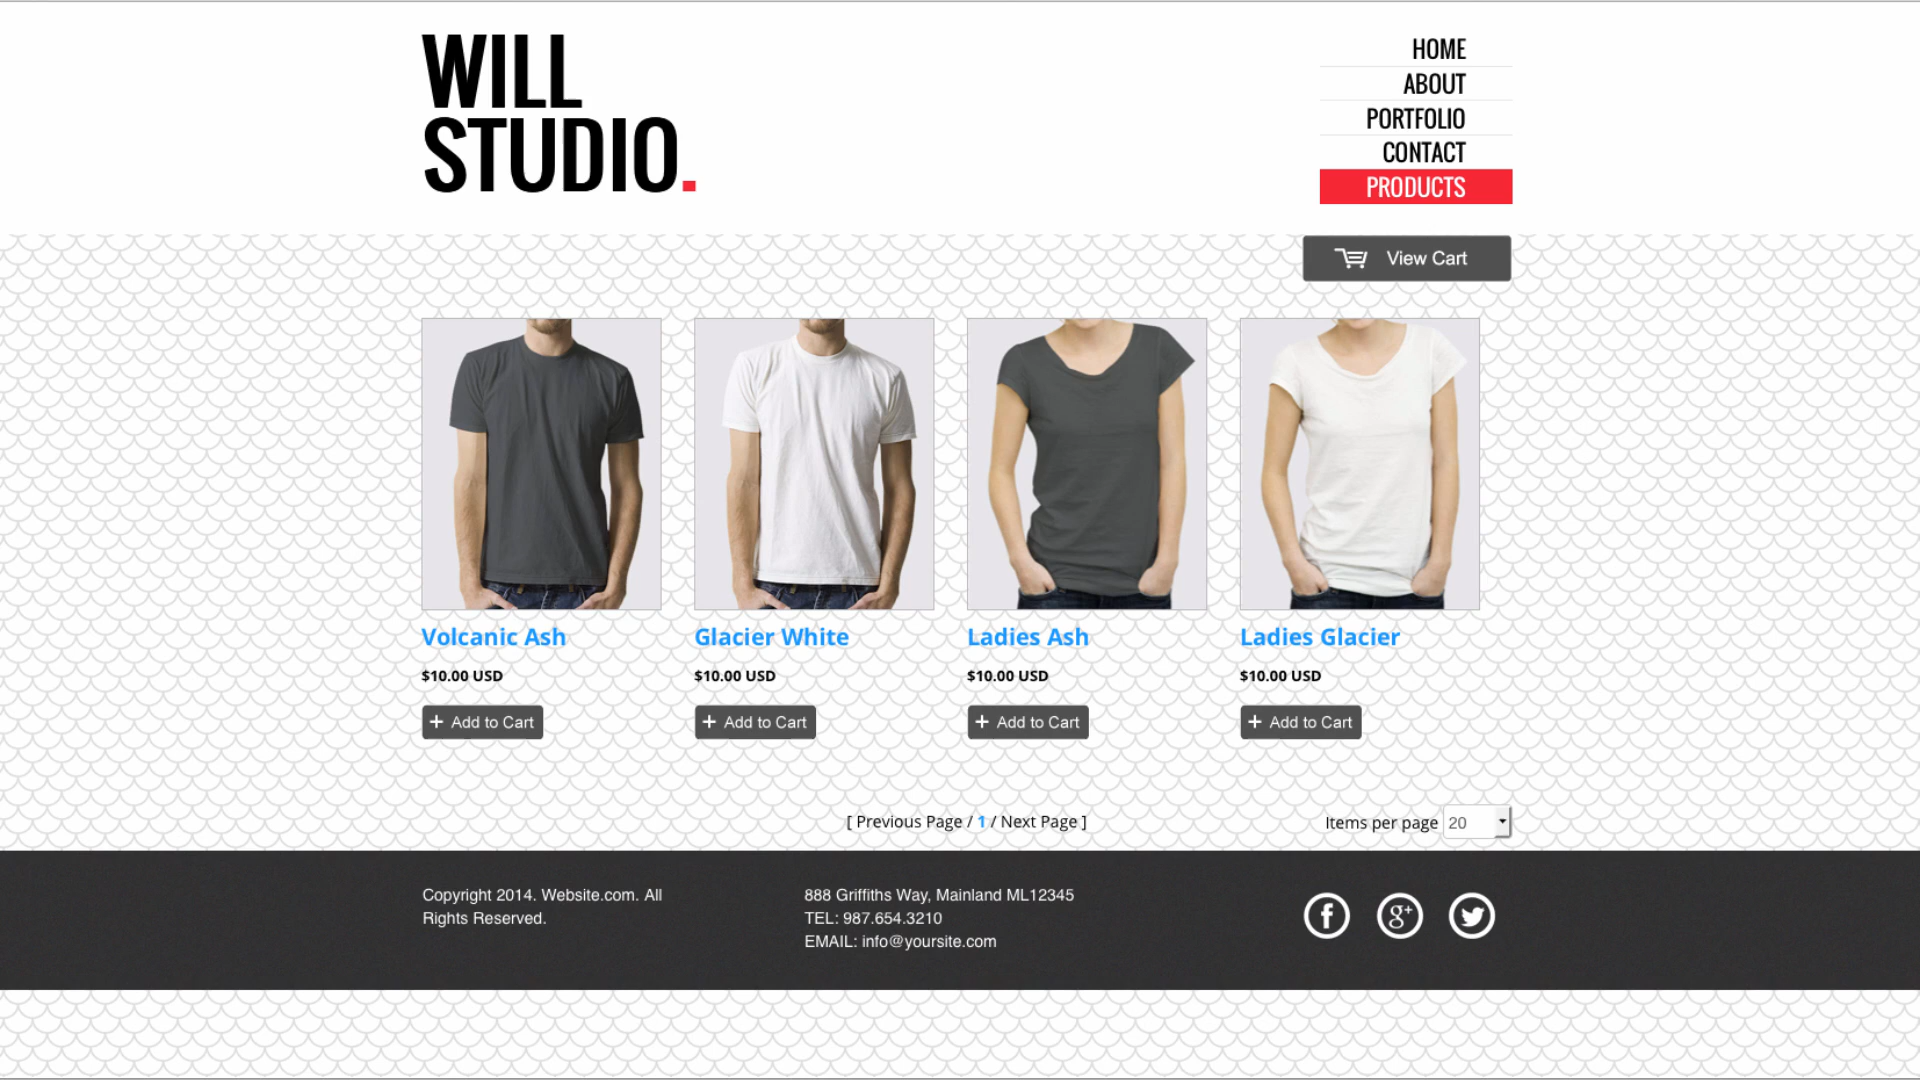 WILL
STUDIO.
HOME
ABOUT
PORTFOLIO
CONTACT
PRODUCTS
View Cart
Volcanic Ash
Glacier White
Ladies Ash
Ladies Glacier
$10.00 USD
$10.00 USD
$10.00 USD
$10.00 USD
+ Add to Cart
+ Add to Cart
+ Add to Cart
+ Add to Cart
[ Previous Page / 1 / Next Page ]
Items per page 20
Copyright 2014. Website.com. All
Rights Reserved.
888 Griffiths Way, Mainland ML12345
TEL: 987.654.3210
EMAIL: info@yoursite.com
f
g+